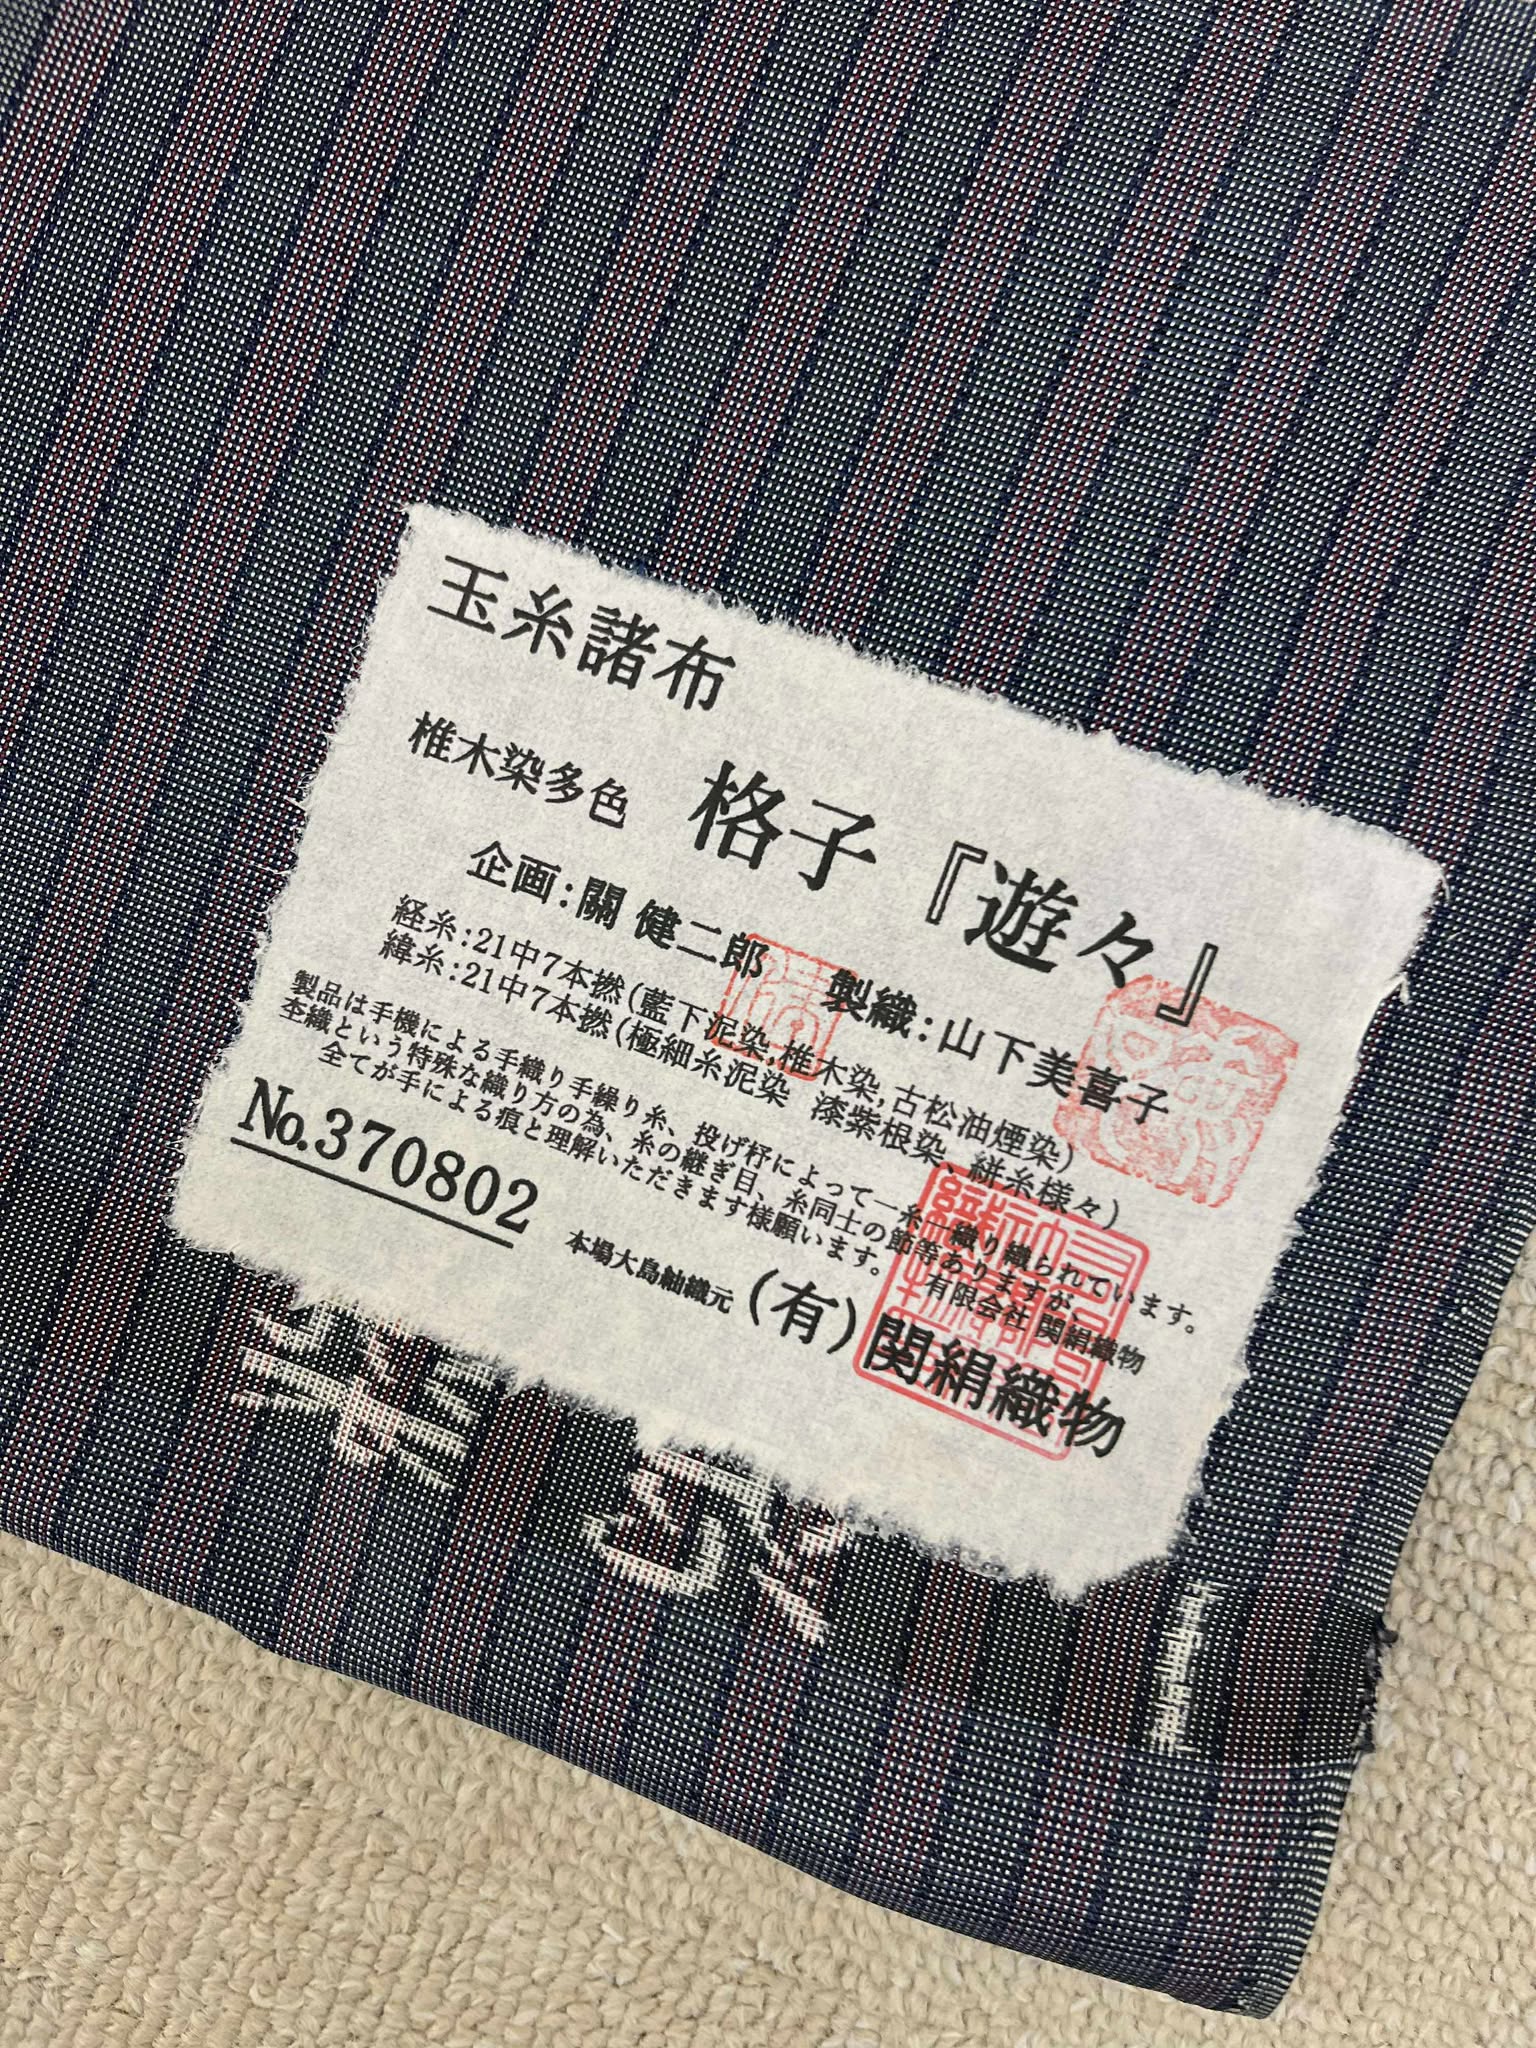 玉糸諸布
椎木染多色 格子『遊々』
企画:關 健二郎 製織:山下美喜子
経糸:21中7本撚(藍下泥染,椎木染,古松油煙染)
緯糸:21中7本撚(極細糸泥染 漆紫根染、絣糸様々)
製品は手機による手織り手繰り糸、投げ杼によって一糸一織り織られています。
杢織という特殊な織り方の為、糸の継ぎ目、糸同士の節等ありますが
全てが手による痕と理解いただきます様願います。 有限会社 関絹織物
No.370802
本場大島紬織元 (有)関絹織物